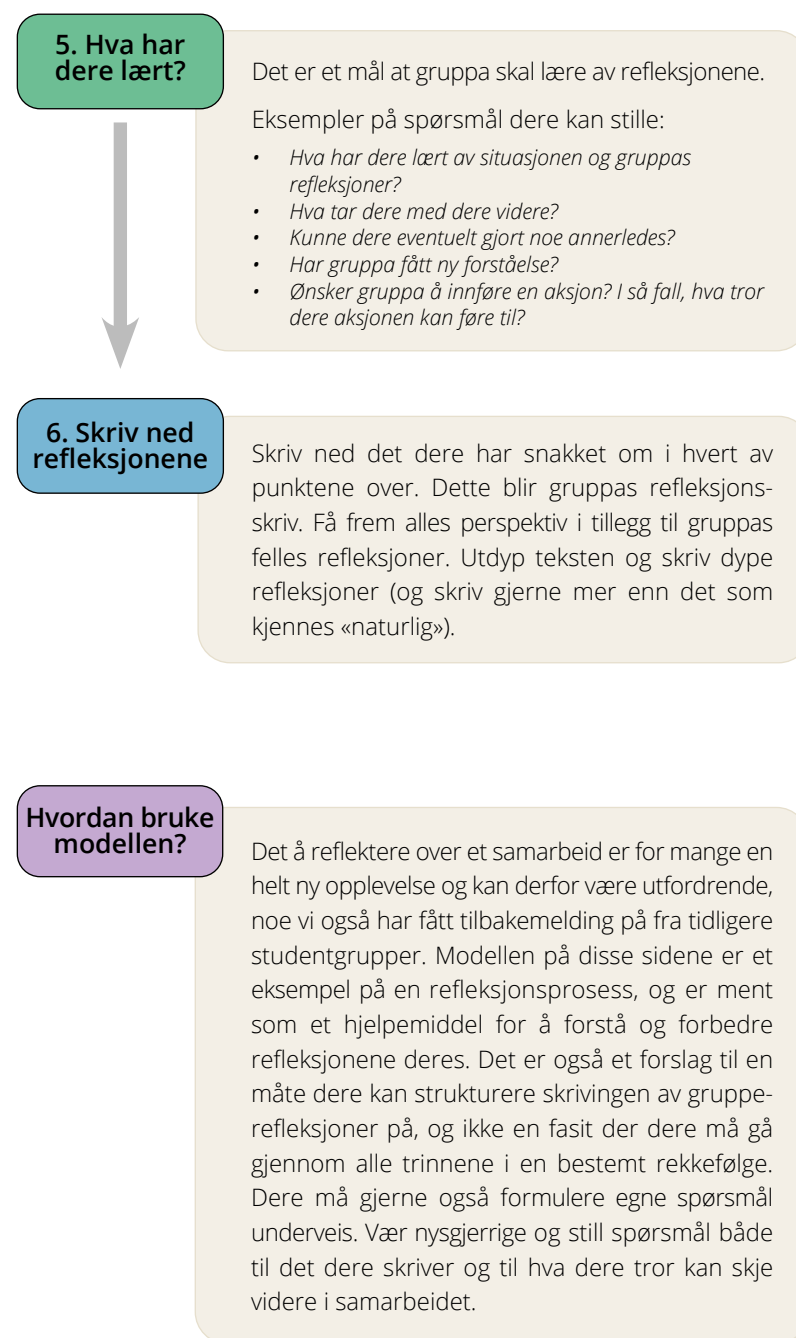 5. Hva har
dere lært?
Det er et mål at gruppa skal lære av refleksjonene.
Eksempler på spørsmål dere kan stille:
• Hva har dere lært av situasjonen og gruppas
refleksjoner?
• Hva tar dere med dere videre?
• Kunne dere eventuelt gjort noe annerledes?
• Har gruppa fått ny forståelse?
• Ønsker gruppa å innføre en aksjon? I så fall, hva tror
dere aksjonen kan føre til?
6. Skriv ned
refleksjonene
Skriv ned det dere har snakket om i hvert av
punktene over. Dette blir gruppas refleksjons-
skriv. Få frem alles perspektiv i tillegg til gruppas
felles refleksjoner. Utdyp teksten og skriv dype
refleksjoner (og skriv gjerne mer enn det som
kjennes «naturlig»).
Hvordan bruke
modellen?
Det å reflektere over et samarbeid er for mange en
helt ny opplevelse og kan derfor være utfordrende,
noe vi også har fått tilbakemelding på fra tidligere
studentgrupper. Modellen på disse sidene er et
eksempel på en refleksjonsprosess, og er ment
som et hjelpemiddel for å forstå og forbedre
refleksjonene deres. Det er også et forslag til en
måte dere kan strukturere skrivingen av gruppe-
refleksjoner på, og ikke en fasit der dere må gå
gjennom alle trinnene i en bestemt rekkefølge.
Dere må gjerne også formulere egne spørsmål
underveis. Vær nysgjerrige og still spørsmål både
til det dere skriver og til hva dere tror kan skje
videre i samarbeidet.